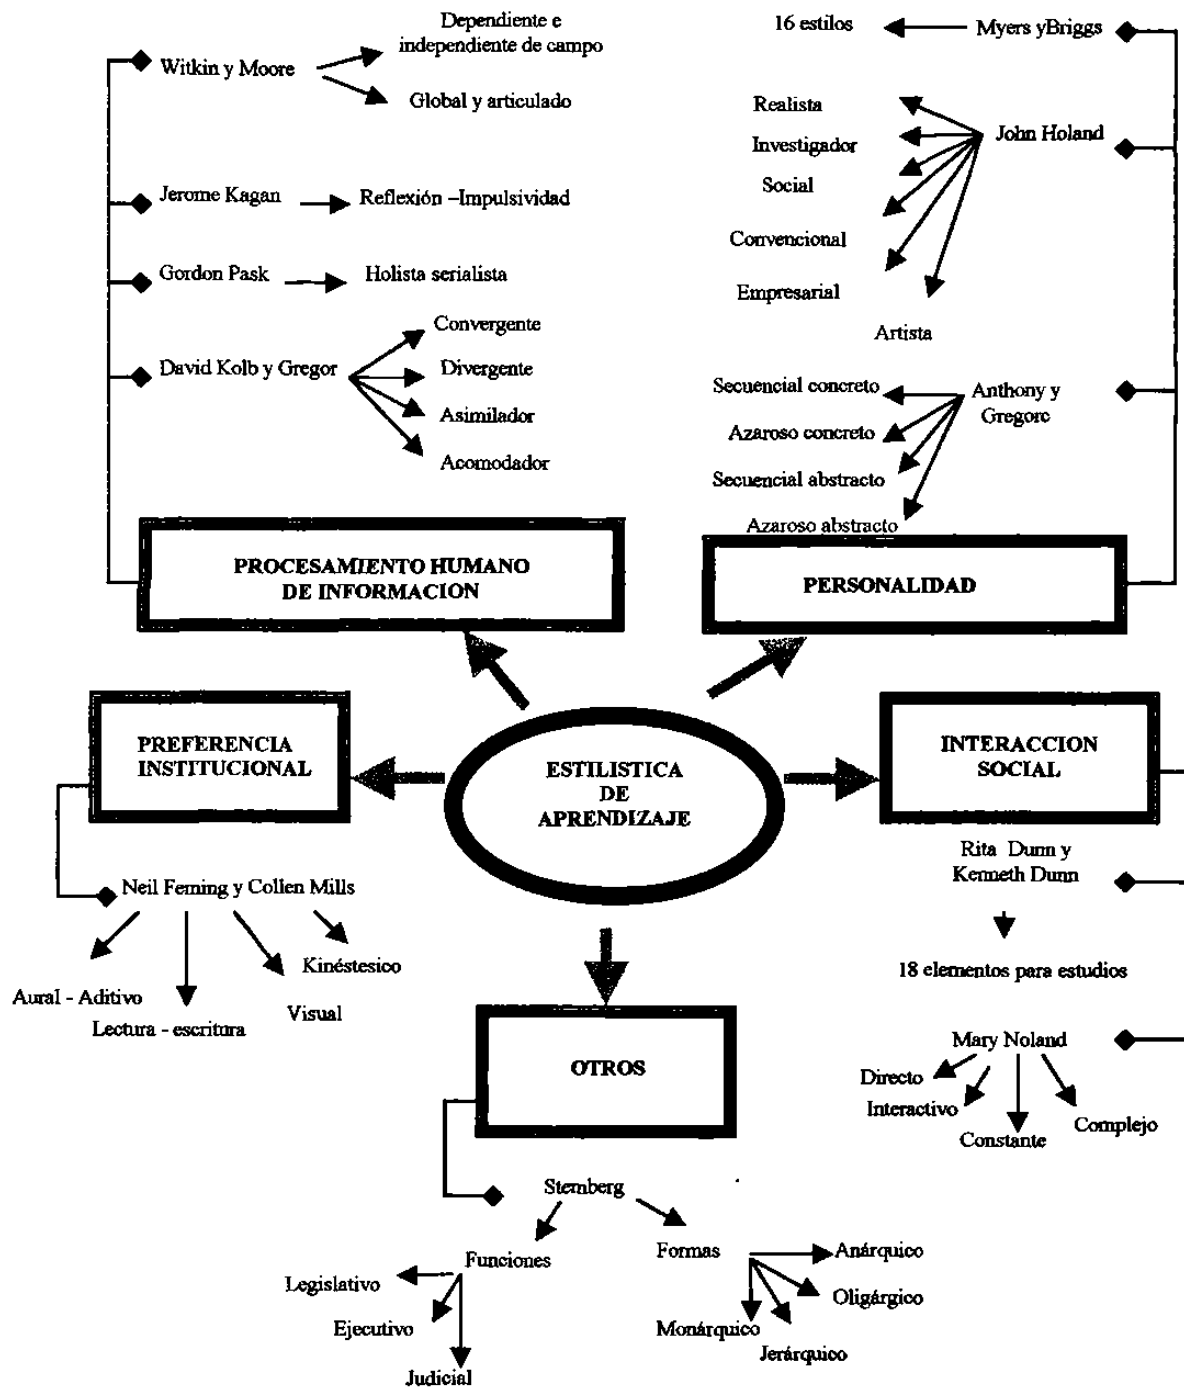 Dependiente e
independiente de campo
Witkin y Moore
Global y articulado
Jerome Kagan
Reflexión –Impulsividad
Gordon Pask
Holista serialista
David Kolb y Gregor
Convergente
Divergente
Asimilador
Acomodador
PROCESAMIENTO HUMANO
DE INFORMACION
16 estilos
Myers yBriggs
Realista
John Holand
Investigador
Social
Convencional
Empresarial
Artista
Secuencial concreto
Anthony y
Gregorc
Azaroso concreto
Secuencial abstracto
Azaroso abstracto
PERSONALIDAD
PREFERENCIA
INSTITUCIONAL
ESTILISTICA
DE
APRENDIZAJE
INTERACCION
SOCIAL
Neil Feming y Collen Mills
Kinéstesico
Aural - Aditivo
Visual
Lectura - escritura
Rita Dunn y
Kenneth Dunn
18 elementos para estudios
Mary Noland
Directo
Interactivo
Complejo
Constante
OTROS
Sternberg
Funciones
Formas
Legislativo
Ejecutivo
Judicial
Anárquico
Oligárgico
Monárquico
Jerárquico